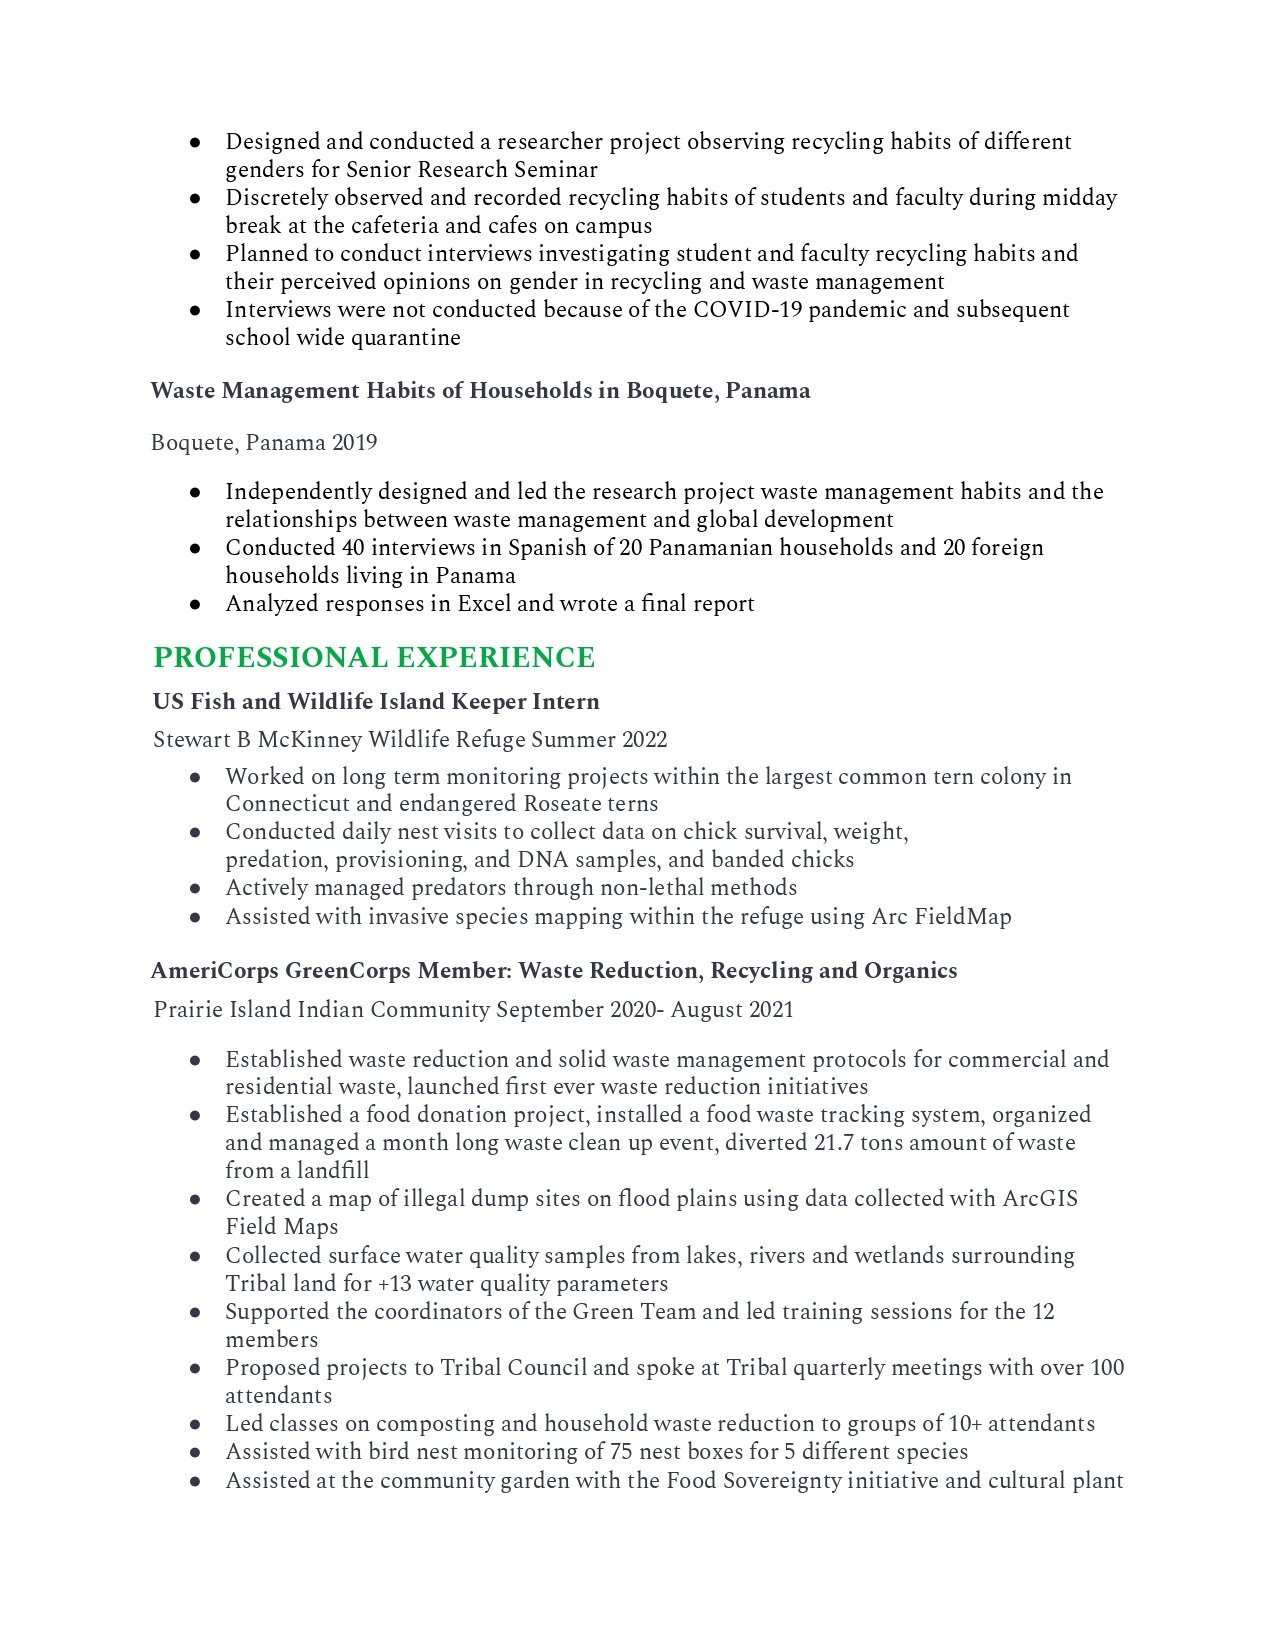 ● Designed and conducted a researcher project observing recycling habits of different
genders for Senior Research Seminar
● Discretely observed and recorded recycling habits of students and faculty during midday
break at the cafeteria and cafes on campus
● Planned to conduct interviews investigating student and faculty recycling habits and
their perceived opinions on gender in recycling and waste management
● Interviews were not conducted because of the COVID-19 pandemic and subsequent
school wide quarantine
Waste Management Habits of Households in Boquete, Panama
Boquete, Panama 2019
● Independently designed and led the research project waste management habits and the
relationships between waste management and global development
● Conducted 40 interviews in Spanish of 20 Panamanian households and 20 foreign
households living in Panama
● Analyzed responses in Excel and wrote a final report
PROFESSIONAL EXPERIENCE
US Fish and Wildlife Island Keeper Intern
Stewart B McKinney Wildlife Refuge Summer 2022
● Worked on long term monitoring projects within the largest common tern colony in
Connecticut and endangered Roseate terns
● Conducted daily nest visits to collect data on chick survival, weight,
predation, provisioning, and DNA samples, and banded chicks
● Actively managed predators through non-lethal methods
● Assisted with invasive species mapping within the refuge using Arc FieldMap
AmeriCorps GreenCorps Member: Waste Reduction, Recycling and Organics
Prairie Island Indian Community September 2020- August 2021
● Established waste reduction and solid waste management protocols for commercial and
residential waste, launched first ever waste reduction initiatives
● Established a food donation project, installed a food waste tracking system, organized
and managed a month long waste clean up event, diverted 21.7 tons amount of waste
from a landfill
● Created a map of illegal dump sites on flood plains using data collected with ArcGIS
Field Maps
● Collected surface water quality samples from lakes, rivers and wetlands surrounding
Tribal land for +13 water quality parameters
● Supported the coordinators of the Green Team and led training sessions for the 12
members
● Proposed projects to Tribal Council and spoke at Tribal quarterly meetings with over 100
attendants
● Led classes on composting and household waste reduction to groups of 10+ attendants
● Assisted with bird nest monitoring of 75 nest boxes for 5 different species
● Assisted at the community garden with the Food Sovereignty initiative and cultural plant